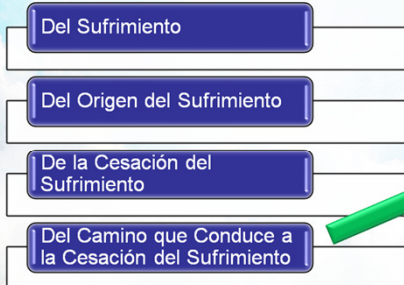 Del Sufrimiento
Del Origen del Sufrimiento
De la Cesación del
Sufrimiento
Del Camino que Conduce a
la Cesación del Sufrimiento